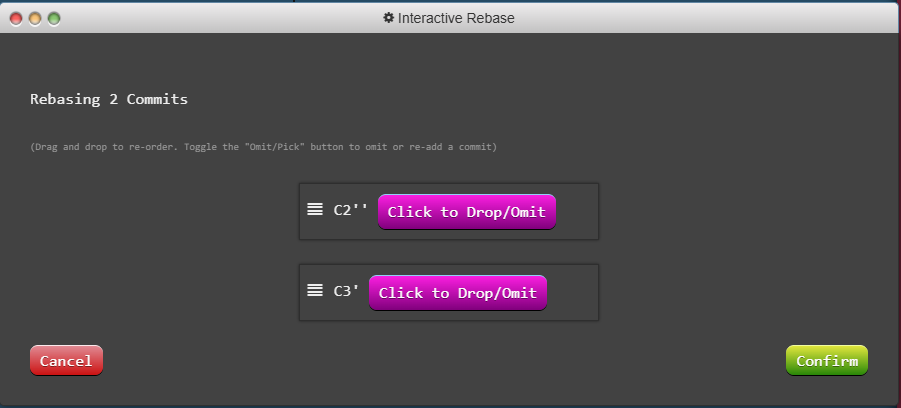 Interactive Rebase
Rebasing 2 Commits
(Drag and drop to re-order. Toggle the "Omit/Pick" button to omit or re-add a commit)
C2'' Click to Drop/Omit
C3' Click to Drop/Omit
Cancel Confirm